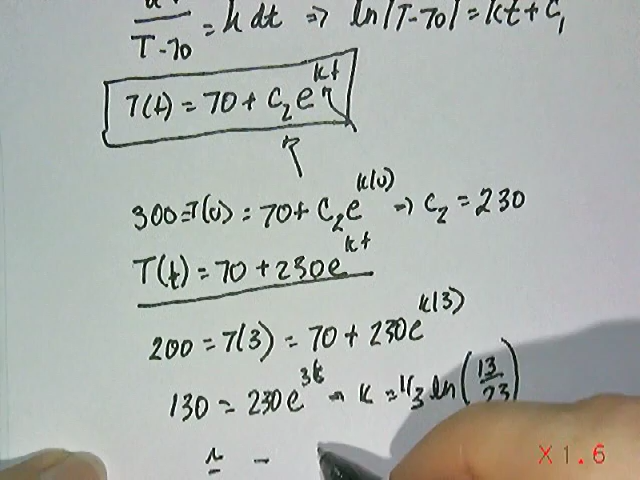 T-70 = k dt => ln|T-70| = kt + C₁
T(t) = 70 + C₂e^kt
300 = T(0) = 70 + C₂e^k(0) => C₂ = 230
T(t) = 70 + 230e^kt
200 = T(3) = 70 + 230e^k(3)
130 = 230e^3k → k = 1/3 ln(13/23)
X1.6